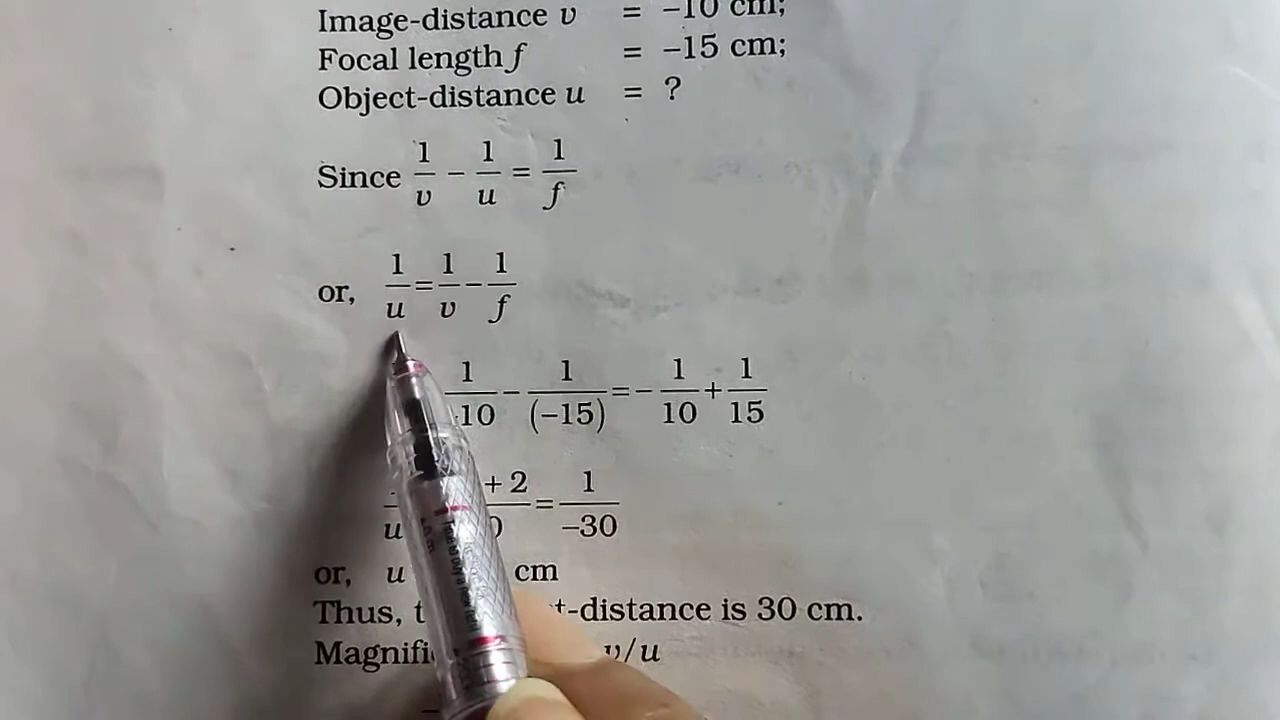 Image-distance v = –10 cm;
Focal length f = –15 cm;
Object-distance u = ?
Since 1/v – 1/u = 1/f
or, 1/u = 1/v – 1/f
1/10 – 1/(–15) = – 1/10 + 1/15
u + 2 = 1/–30
or, u cm
Thus, -distance is 30 cm.
v/u